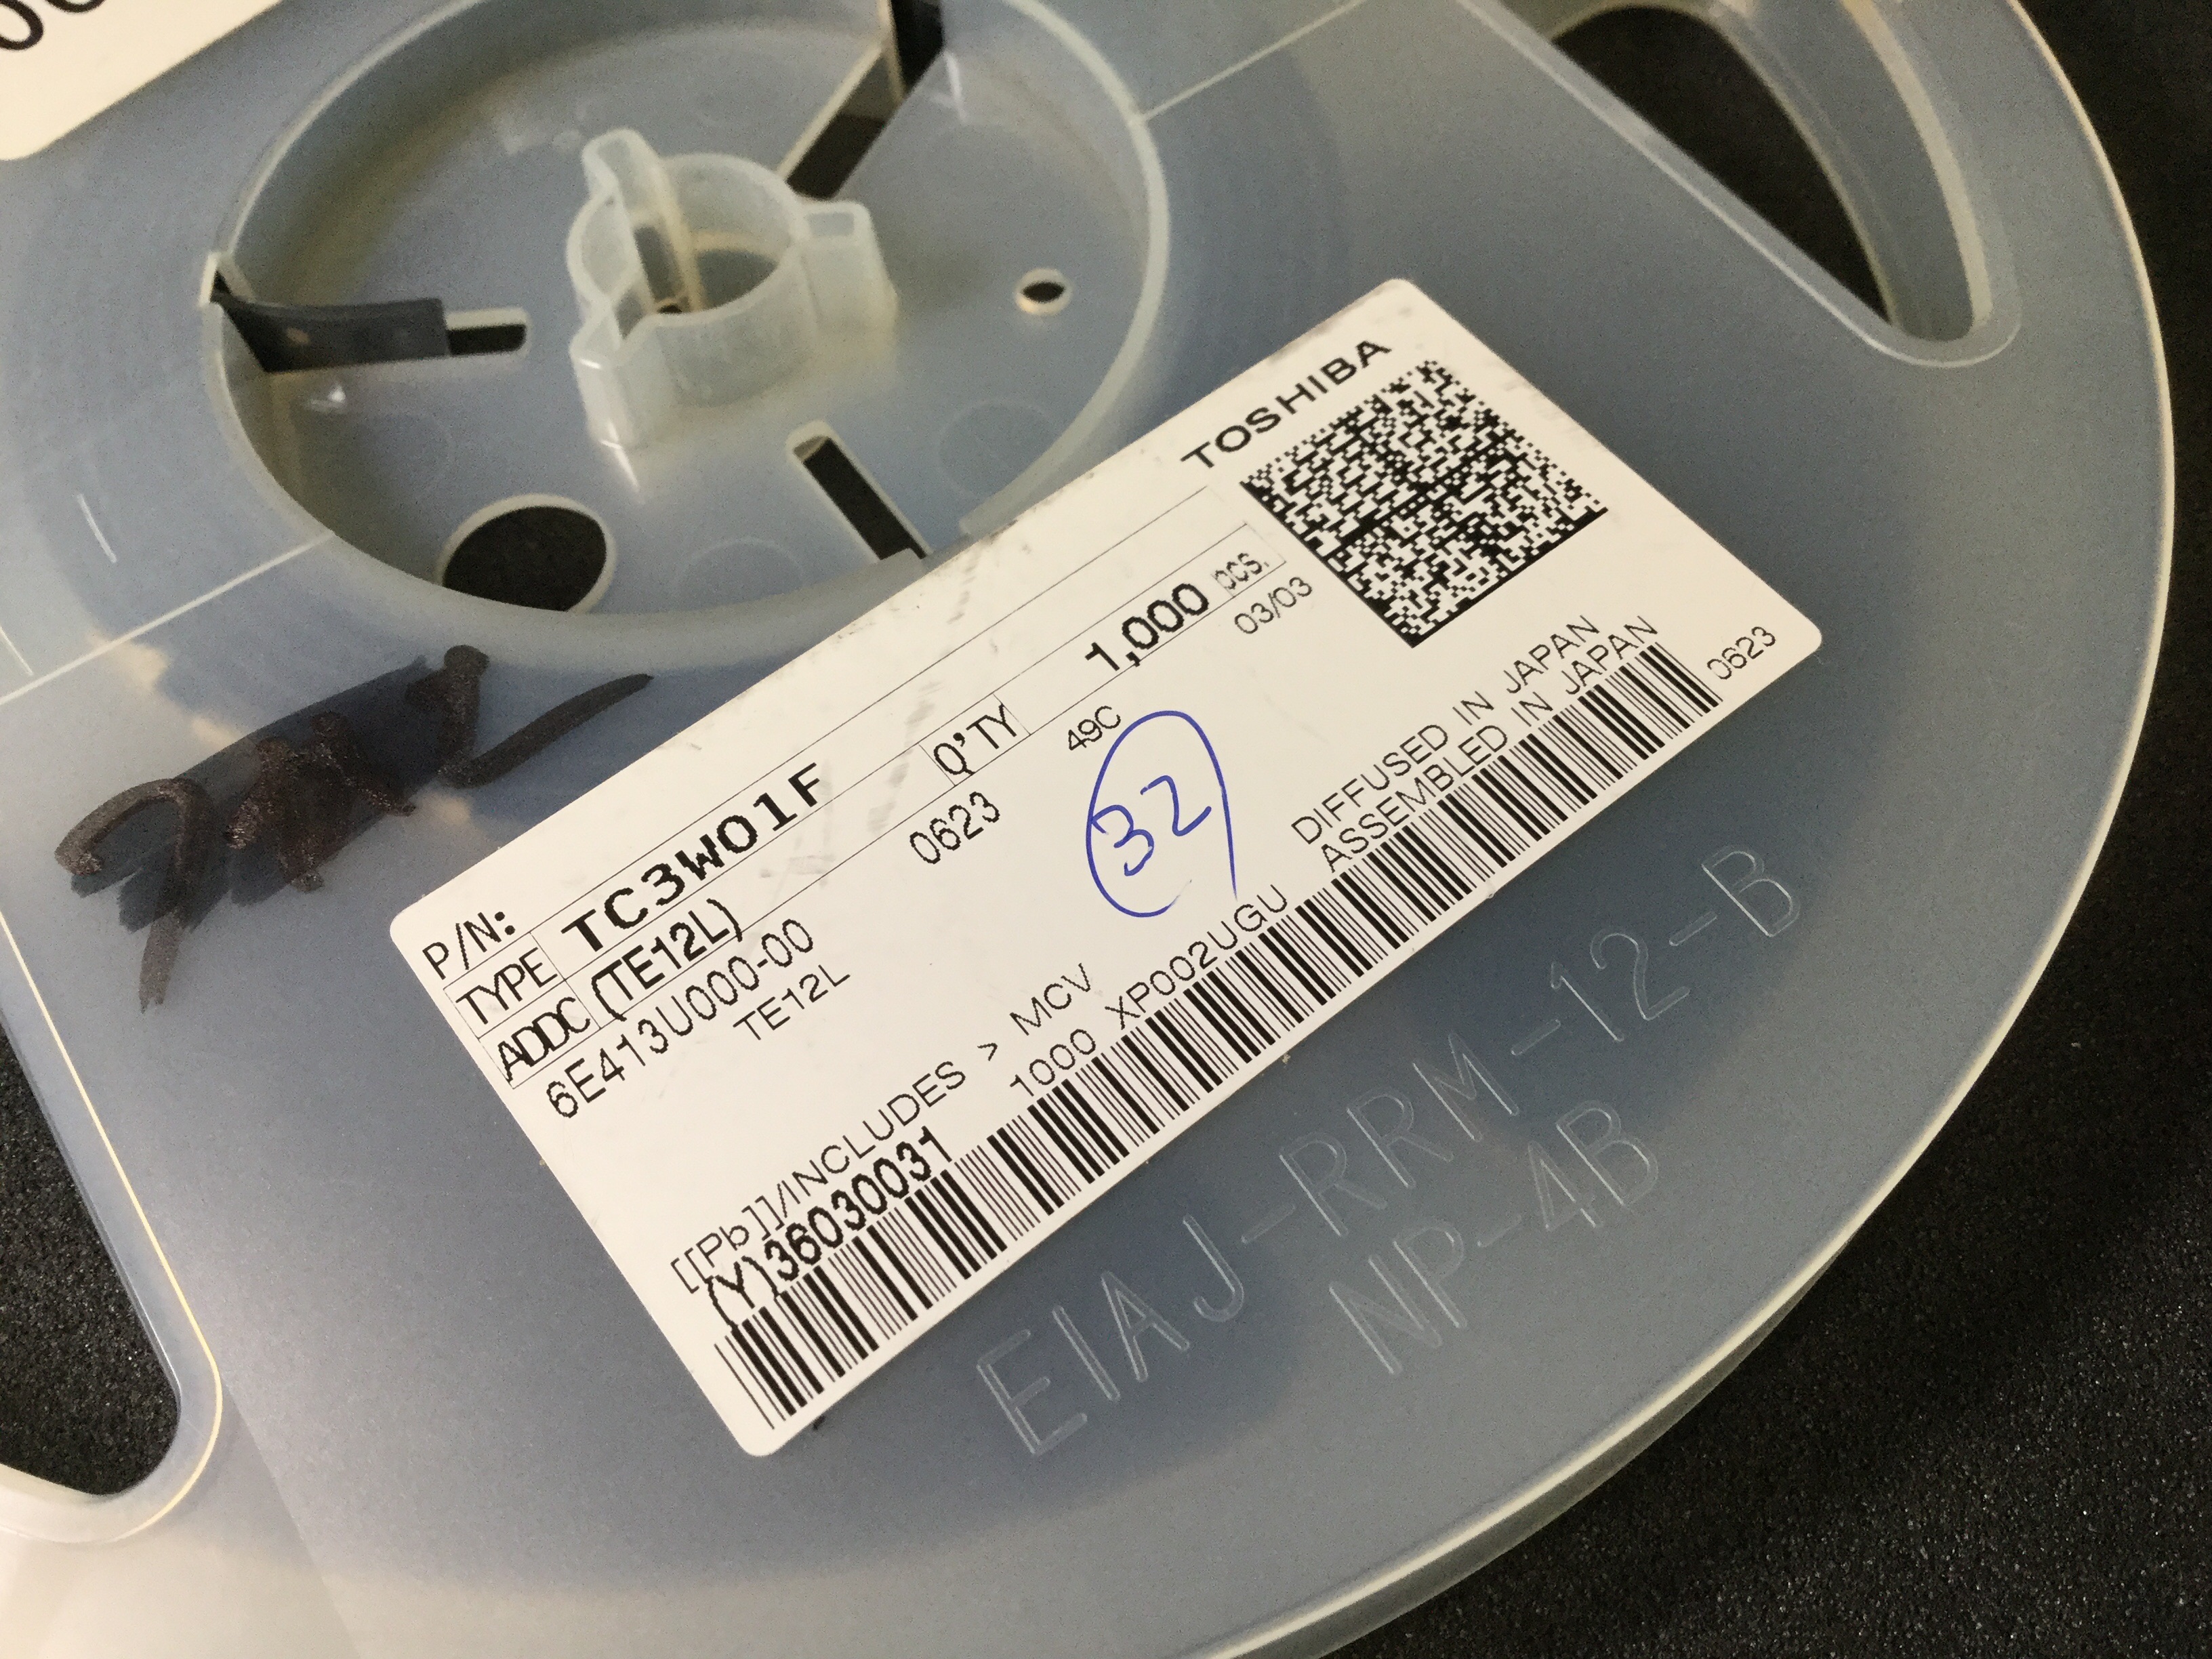 TOSHIBA
P/N:
TYPE TC3W01F
ADDC (TE12L) Q'TY 1,000 pcs.
6E413U000-00 0623 49C 03/03
TE12L
32
DIFFUSED IN JAPAN
[[Pb]]/INCLUDES > MCV ASSEMBLED IN JAPAN
(Y)36030031 1000 XP002UGU 0623
EIAJ-RRM-12-B
NP-4B